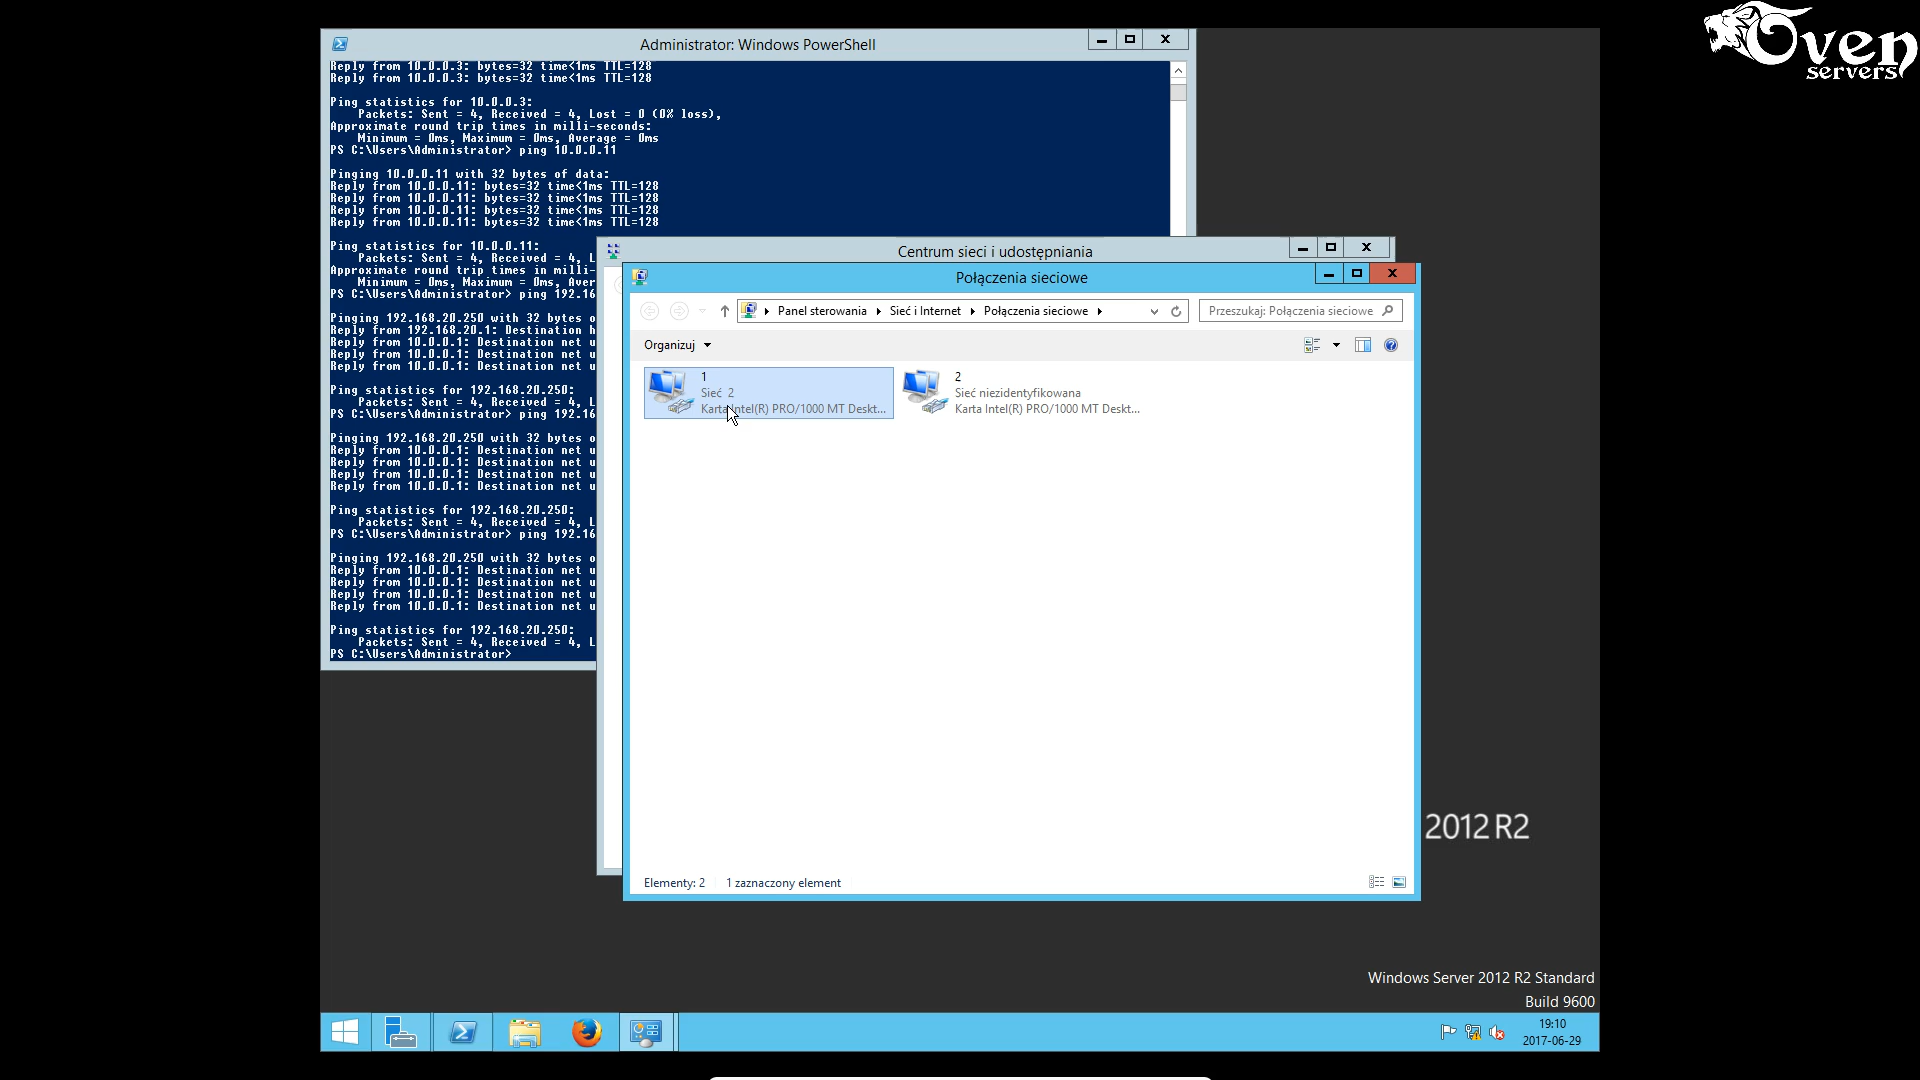 Oven
servers
Administrator: Windows PowerShell
Reply from 10.0.0.3: bytes=32 time<1ms TTL=128
Reply from 10.0.0.3: bytes=32 time<1ms TTL=128
Ping statistics for 10.0.0.3:
Packets: Sent = 4, Received = 4, Lost = 0 (0% loss),
Approximate round trip times in milli-seconds:
Minimum = 0ms, Maximum = 0ms, Average = 0ms
PS C:\Users\Administrator> ping 10.0.0.11
Pinging 10.0.0.11 with 32 bytes of data:
Reply from 10.0.0.11: bytes=32 time<1ms TTL=128
Reply from 10.0.0.11: bytes=32 time<1ms TTL=128
Reply from 10.0.0.11: bytes=32 time<1ms TTL=128
Reply from 10.0.0.11: bytes=32 time<1ms TTL=128
Ping statistics for 10.0.0.11:
Packets: Sent = 4, Received = 4, L
Approximate round trip times in milli-
Minimum = 0ms, Maximum = 0ms, Aver
PS C:\Users\Administrator> ping 192.16
Pinging 192.168.20.250 with 32 bytes o
Reply from 192.168.20.1: Destination h
Reply from 10.0.0.1: Destination net u
Reply from 10.0.0.1: Destination net u
Reply from 10.0.0.1: Destination net u
Ping statistics for 192.168.20.250:
Packets: Sent = 4, Received = 4, L
PS C:\Users\Administrator> ping 192.16
Pinging 192.168.20.250 with 32 bytes o
Reply from 10.0.0.1: Destination net u
Reply from 10.0.0.1: Destination net u
Reply from 10.0.0.1: Destination net u
Reply from 10.0.0.1: Destination net u
Ping statistics for 192.168.20.250:
Packets: Sent = 4, Received = 4, L
PS C:\Users\Administrator> ping 192.16
Pinging 192.168.20.250 with 32 bytes o
Reply from 10.0.0.1: Destination net u
Reply from 10.0.0.1: Destination net u
Reply from 10.0.0.1: Destination net u
Reply from 10.0.0.1: Destination net u
Ping statistics for 192.168.20.250:
Packets: Sent = 4, Received = 4, L
PS C:\Users\Administrator>
Centrum sieci i udostępniania
Połączenia sieciowe
Panel sterowania
Sieć i Internet
Połączenia sieciowe
Przeszukaj: Połączenia sieciowe
Organizuj
1
Sieć 2
Karta Intel(R) PRO/1000 MT Deskt...
2
Sieć niezidentyfikowana
Karta Intel(R) PRO/1000 MT Deskt...
Elementy: 2
1 zaznaczony element
2012 R2
Windows Server 2012 R2 Standard
Build 9600
19:10
2017-06-29